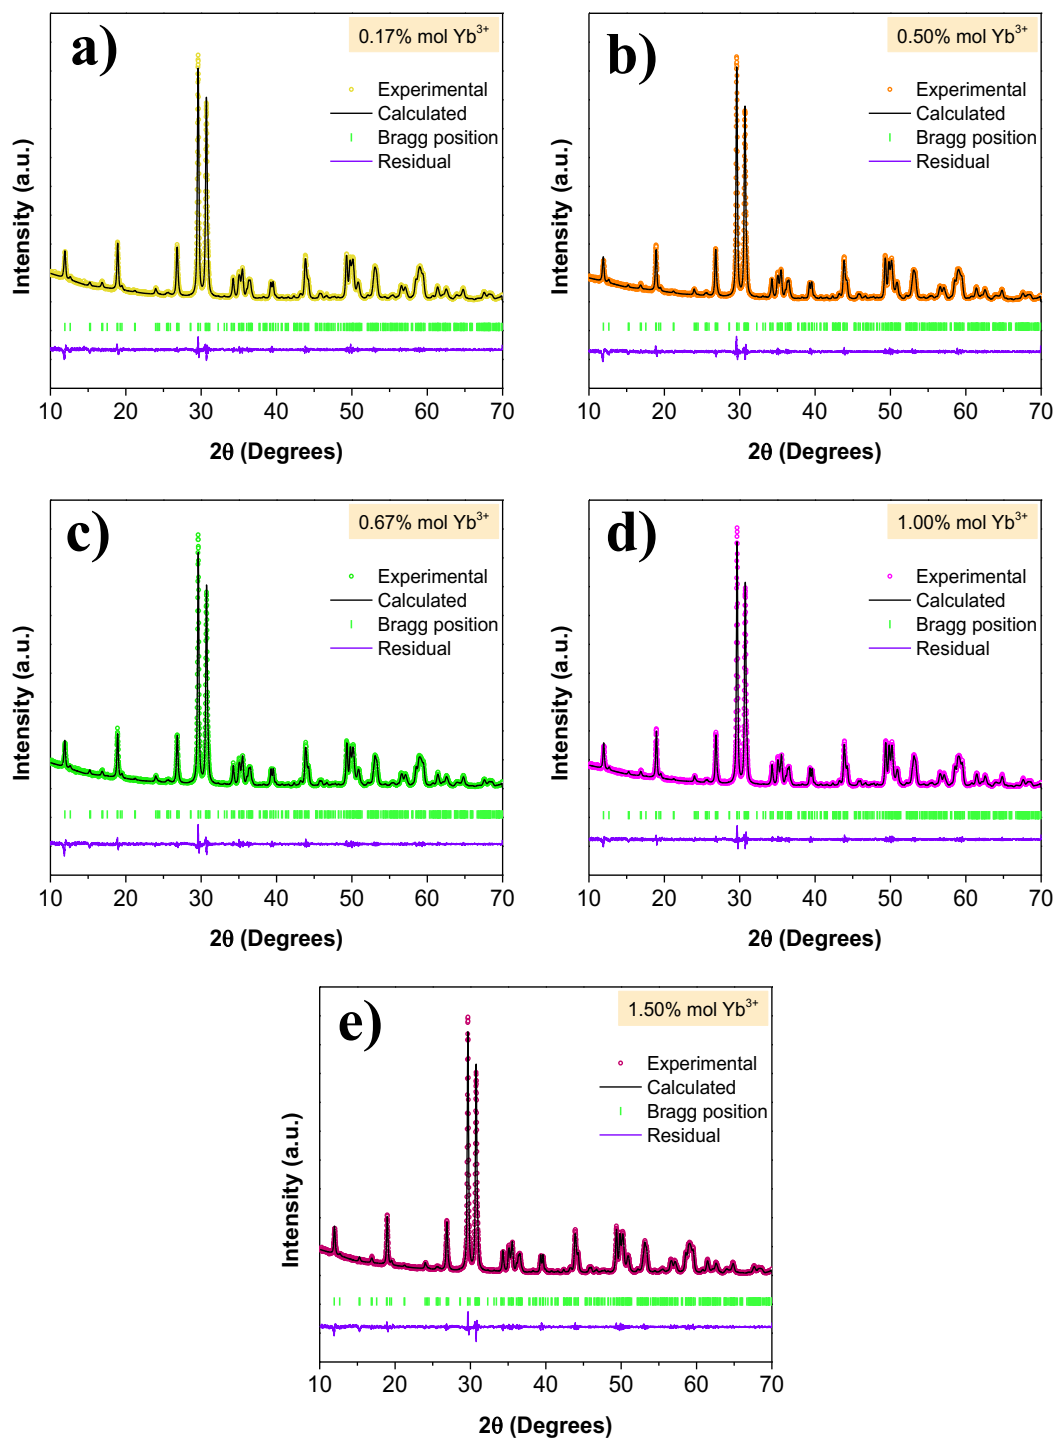 a)
0.17% mol Yb³⁺
Experimental
Calculated
Bragg position
Residual
Intensity (a.u.)
10 20 30 40 50 60 70
2θ (Degrees)
b)
0.50% mol Yb³⁺
Experimental
Calculated
Bragg position
Residual
Intensity (a.u.)
10 20 30 40 50 60 70
2θ (Degrees)
c)
0.67% mol Yb³⁺
Experimental
Calculated
Bragg position
Residual
Intensity (a.u.)
10 20 30 40 50 60 70
2θ (Degrees)
d)
1.00% mol Yb³⁺
Experimental
Calculated
Bragg position
Residual
Intensity (a.u.)
10 20 30 40 50 60 70
2θ (Degrees)
e)
1.50% mol Yb³⁺
Experimental
Calculated
Bragg position
Residual
Intensity (a.u.)
10 20 30 40 50 60 70
2θ (Degrees)